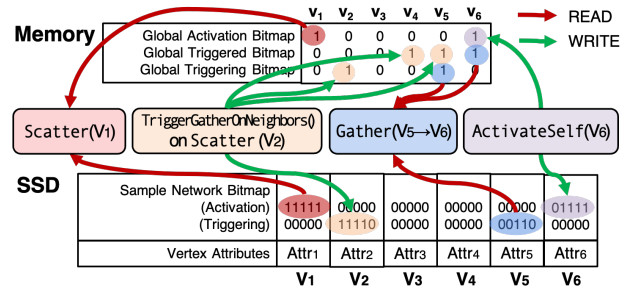 V1 V2 V3 V4 V5 V6
READ
WRITE
Memory
Global Activation Bitmap 1 0 0 0 0 1
Global Triggered Bitmap 0 0 0 1 1 1
Global Triggering Bitmap 0 1 0 0 1 0
Scatter(V1)
TriggerGatherOnNeighbors()
on Scatter (V2)
Gather(V5→V6)
ActivateSelf(V6)
SSD
Sample Network Bitmap
(Activation) 11111 00000 00000 00000 00000 01111
(Triggering) 00000 11110 00000 00000 00110 00000
Vertex Attributes Attr1 Attr2 Attr3 Attr4 Attr5 Attr6
V1 V2 V3 V4 V5 V6